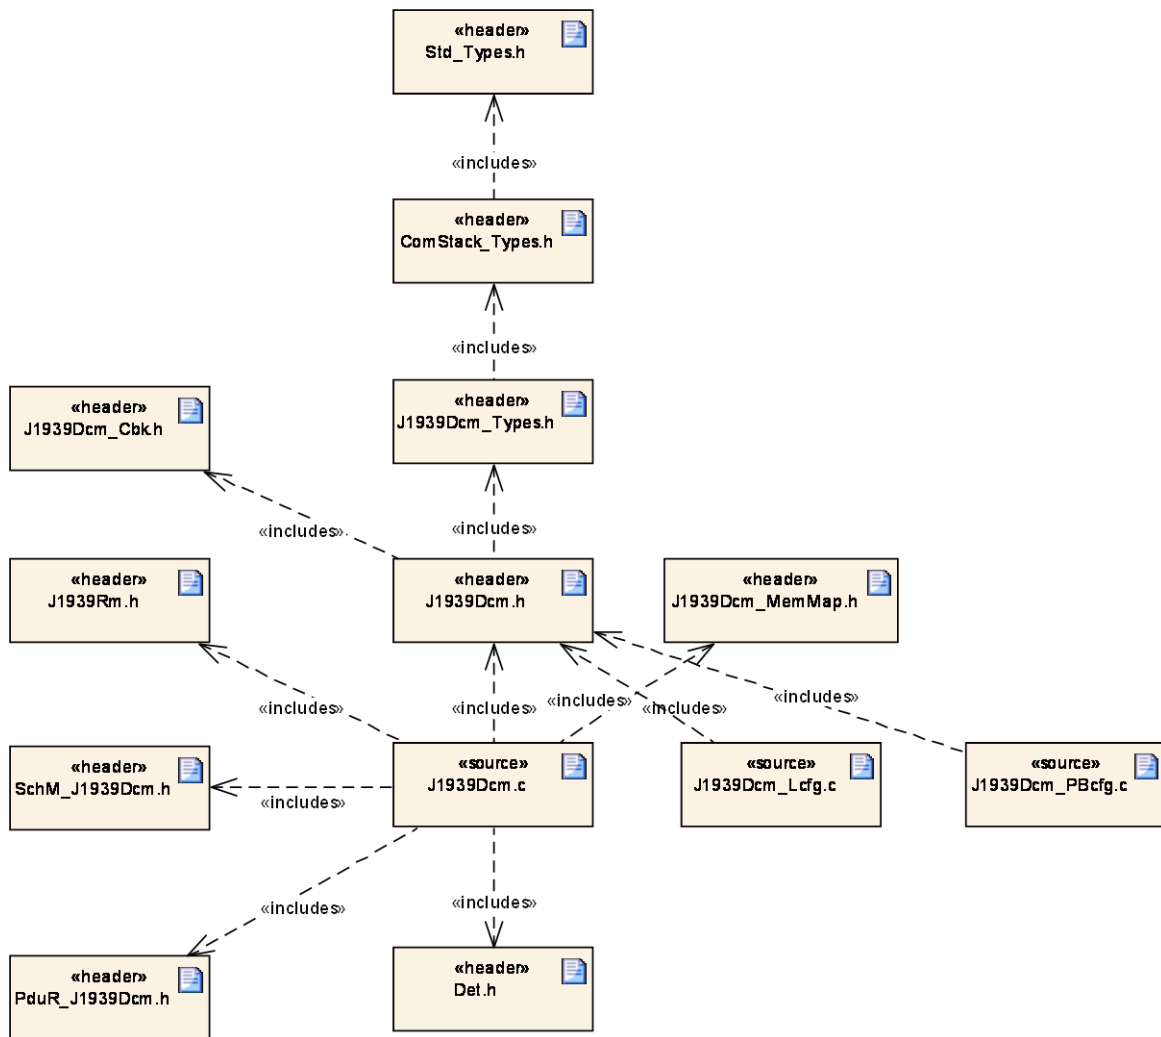 «header»
Std_Types.h
«includes»
«header»
ComStack_Types.h
«includes»
«header»
J1939Dcm_Cbk.h
«header»
J1939Dcm_Types.h
«includes»
«includes»
«header»
J1939Rm.h
«header»
J1939Dcm.h
«header»
J1939Dcm_MemMap.h
«includes»
«includes»
«includes»
«includes»
«includes»
«header»
SchM_J1939Dcm.h
«includes»
«source»
J1939Dcm.c
«source»
J1939Dcm_Lcfg.c
«source»
J1939Dcm_PBcfg.c
«includes»
«includes»
«header»
PduR_J1939Dcm.h
«header»
Det.h